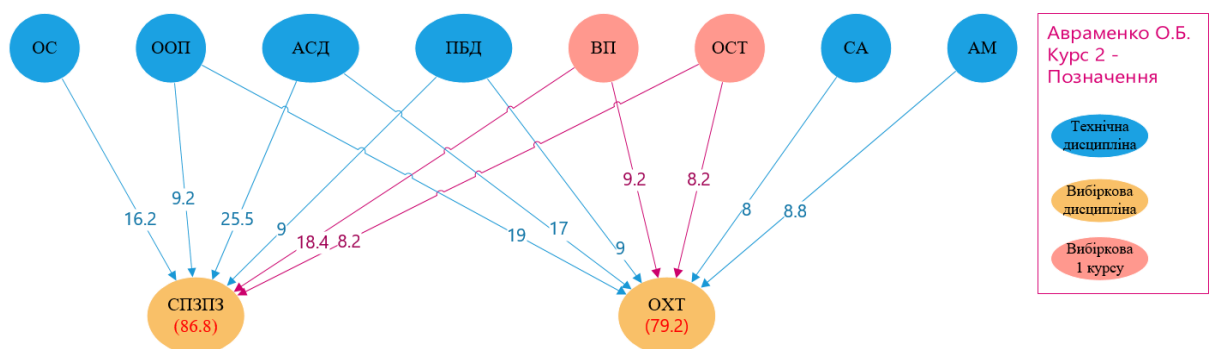 ОС
ООП
АСД
ПБД
ВП
ОСТ
СА
АМ
Авраменко О.Б.
Курс 2 -
Позначення
Технічна
дисципліна
Вибіркова
дисципліна
Вибіркова
1 курсу
16.2
9.2
25.5
9
18.4
8.2
19
17
9
9.2
8.2
8
8.8
СПЗПЗ
(86.8)
ОХТ
(79.2)